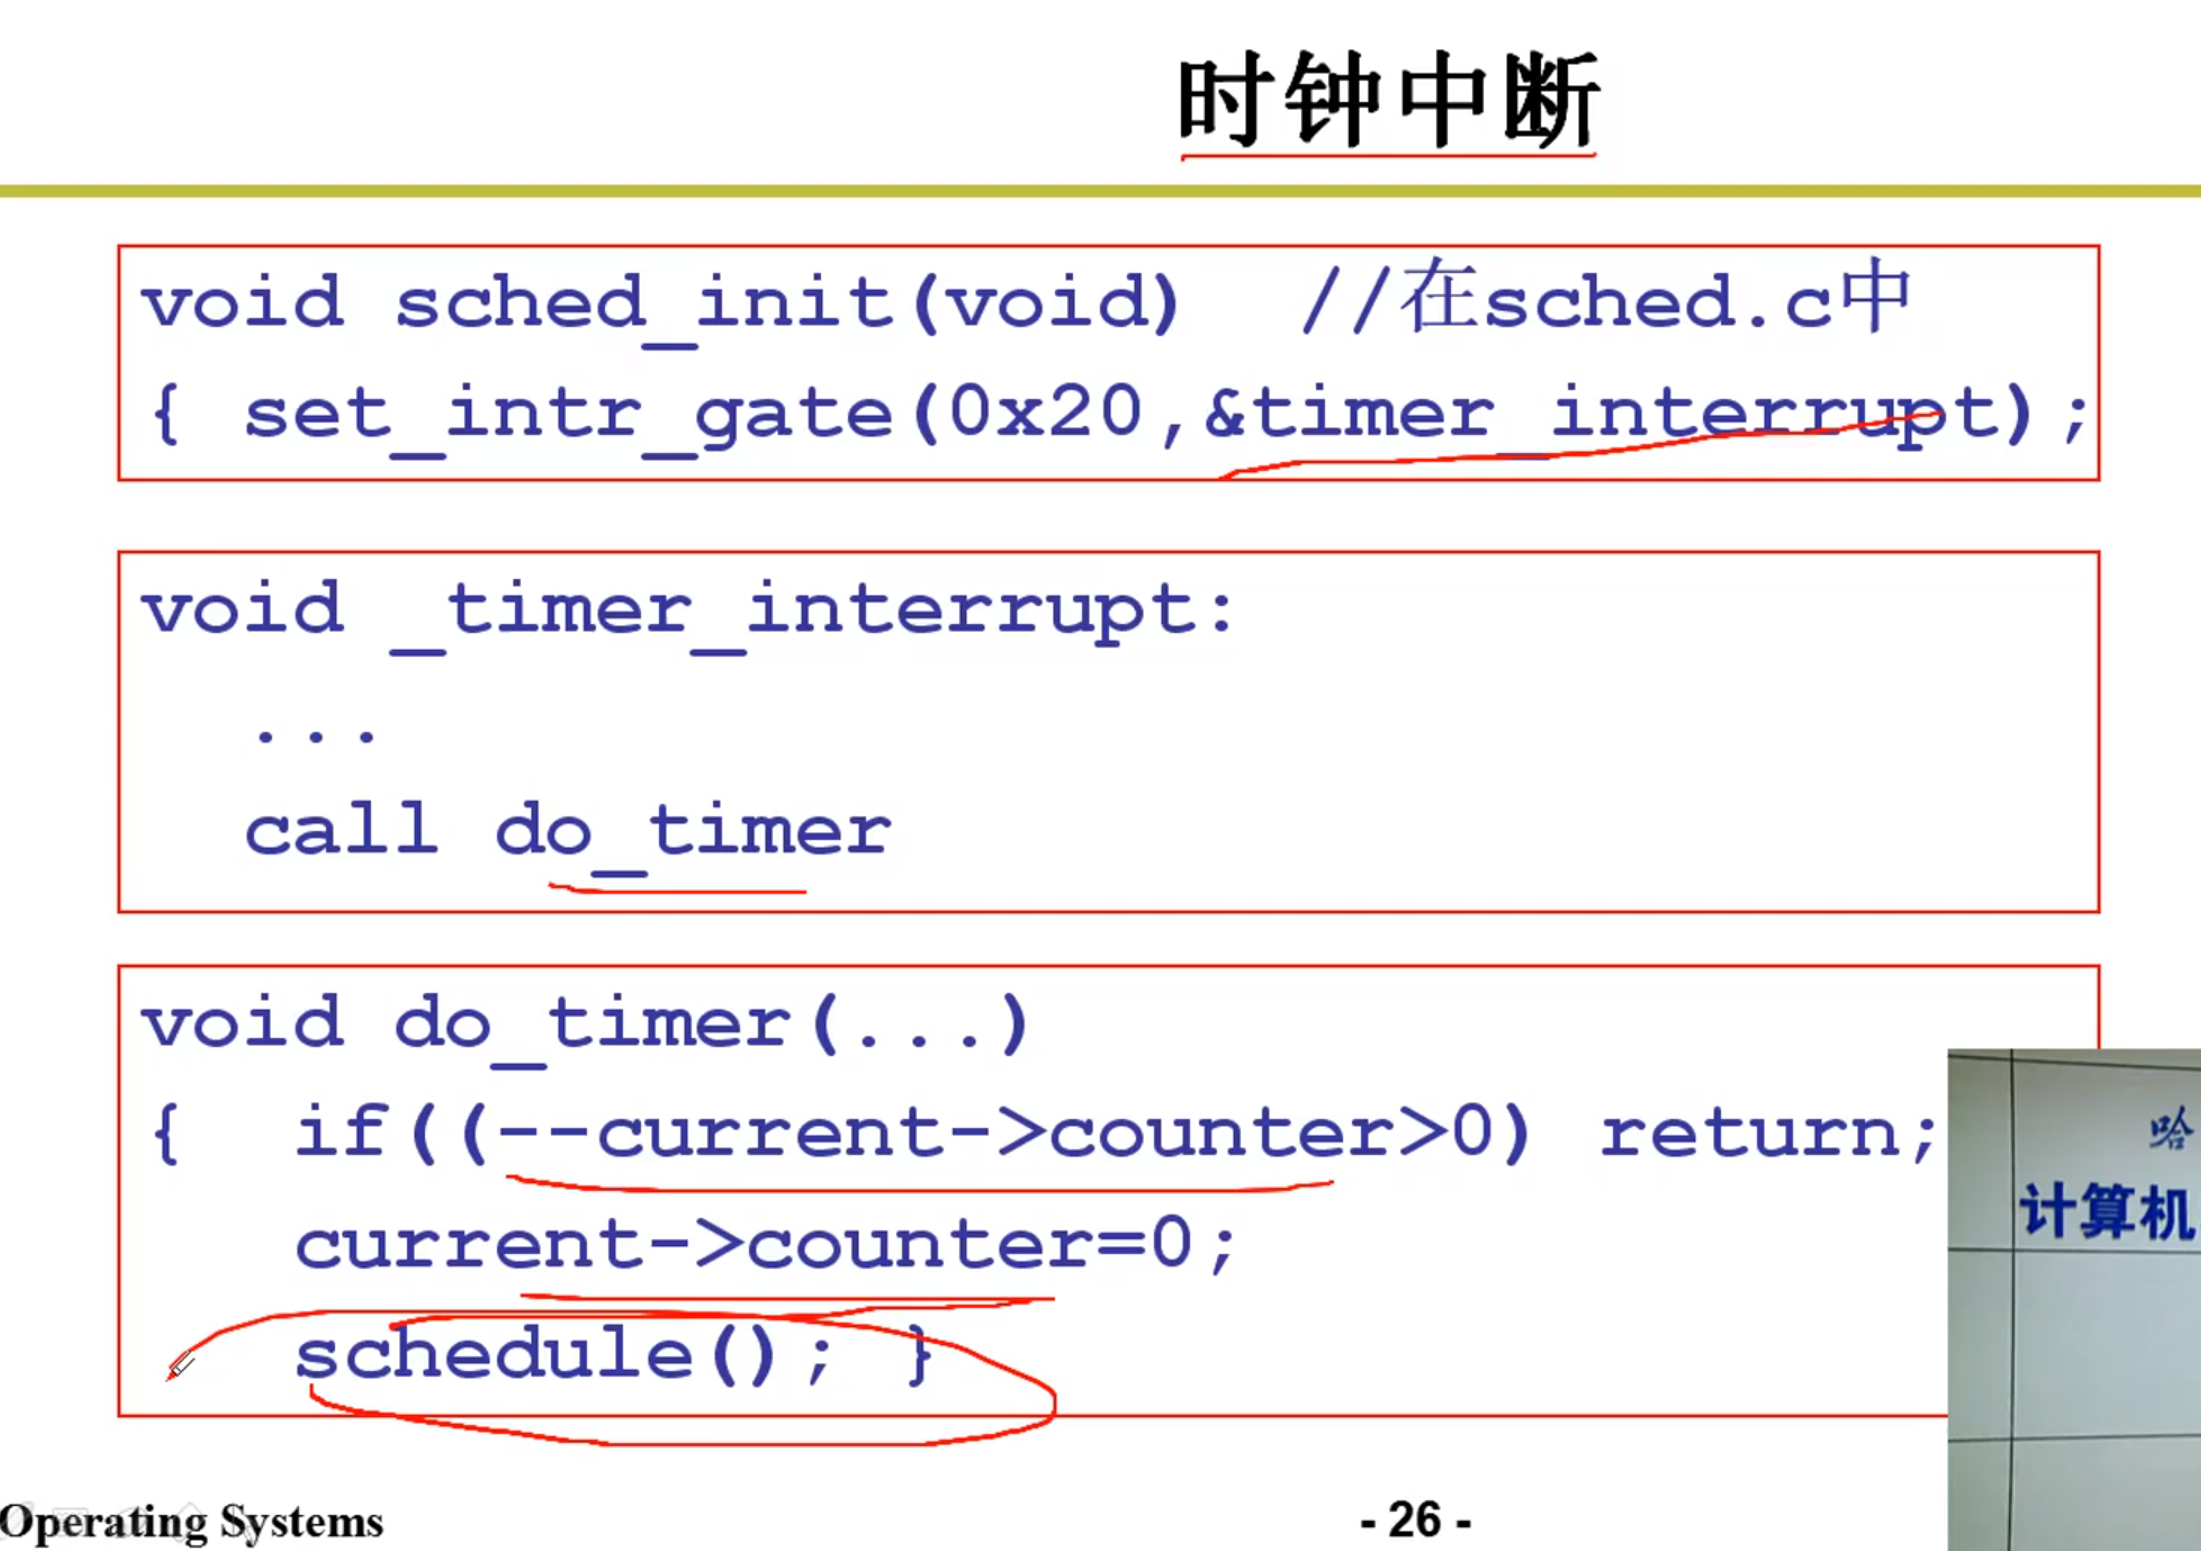 时钟中断
void sched_init(void) //在sched.c中
{ set_intr_gate(0x20,&timer_interrupt);
void _timer_interrupt:
...
call do_timer
void do_timer(...)
{ if((--current->counter>0) return;
current->counter=0;
schedule(); }
哈
计算机
Operating Systems
- 26 -